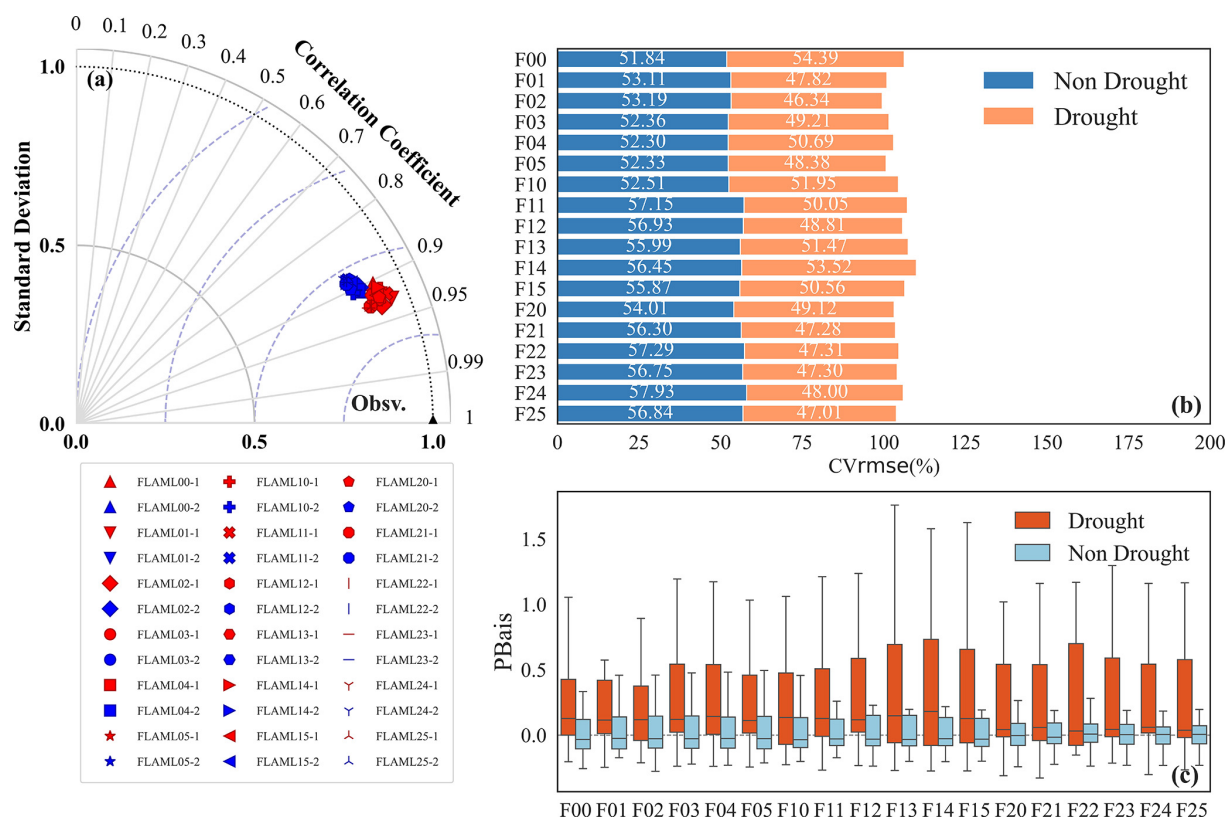 0 0.1 0.2 0.3 0.4 0.5 0.6 0.7 0.8 0.9 0.95 0.99 1
Correlation Coefficient
(a)
Standard Deviation
1.0
0.5
0.0
Obsv.
0.0 0.5 1.0
FLAML00-1 FLAML10-1 FLAML20-1
FLAML00-2 FLAML10-2 FLAML20-2
FLAML01-1 FLAML11-1 FLAML21-1
FLAML01-2 FLAML11-2 FLAML21-2
FLAML02-1 FLAML12-1 FLAML22-1
FLAML02-2 FLAML12-2 FLAML22-2
FLAML03-1 FLAML13-1 FLAML23-1
FLAML03-2 FLAML13-2 FLAML23-2
FLAML04-1 FLAML14-1 FLAML24-1
FLAML04-2 FLAML14-2 FLAML24-2
FLAML05-1 FLAML15-1 FLAML25-1
FLAML05-2 FLAML15-2 FLAML25-2
F00 51.84 54.39
F01 53.11 47.82
F02 53.19 46.34
F03 52.36 49.21
F04 52.30 50.69
F05 52.33 48.38
F10 52.51 51.95
F11 57.15 50.05
F12 56.93 48.81
F13 55.99 51.47
F14 56.45 53.52
F15 55.87 50.56
F20 54.01 49.12
F21 56.30 47.28
F22 57.29 47.31
F23 56.75 47.30
F24 57.93 48.00
F25 56.84 47.01
Non Drought
Drought
(b)
0 25 50 75 100 125 150 175 200
CVrmse(%)
PBais
1.5
1.0
0.5
0.0
Drought
Non Drought
(c)
F00 F01 F02 F03 F04 F05 F10 F11 F12 F13 F14 F15 F20 F21 F22 F23 F24 F25